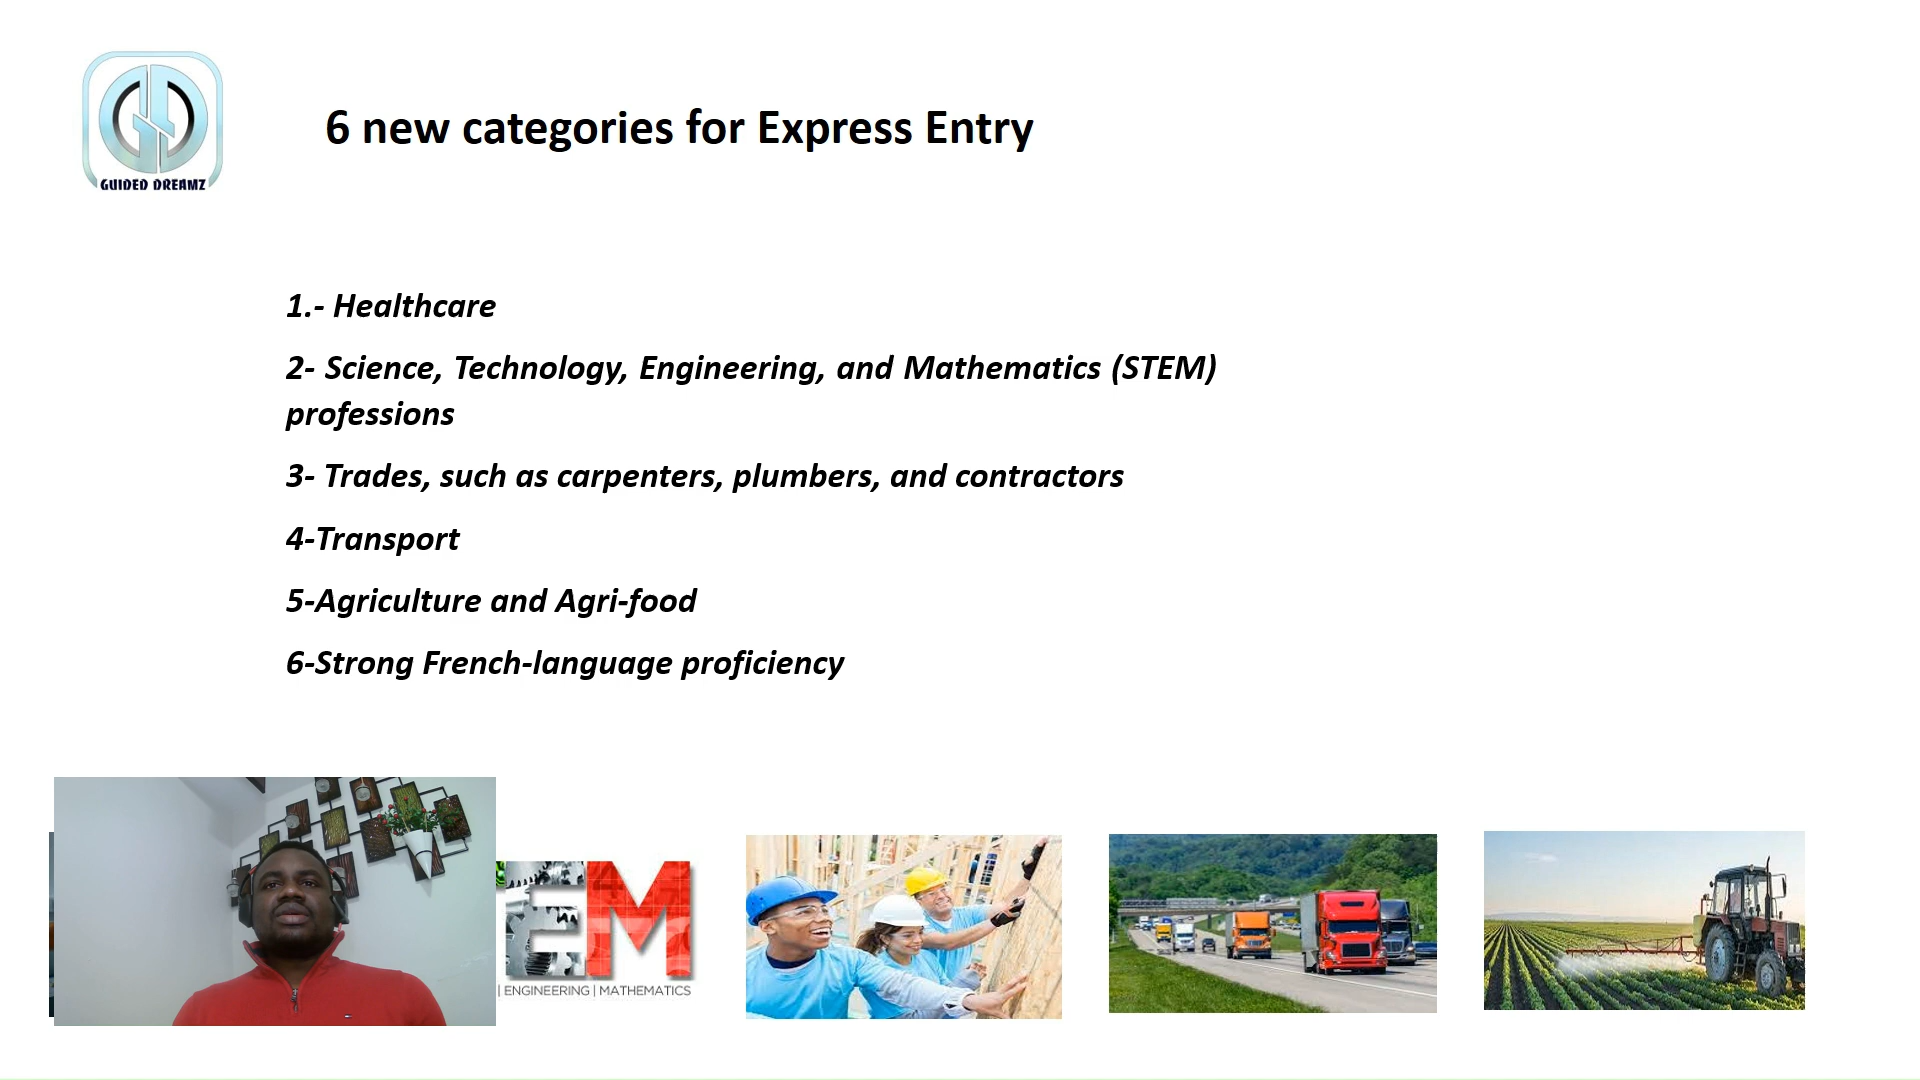 GUIDED DREAMZ
6 new categories for Express Entry
1.- Healthcare
2- Science, Technology, Engineering, and Mathematics (STEM)
professions
3- Trades, such as carpenters, plumbers, and contractors
4-Transport
5-Agriculture and Agri-food
6-Strong French-language proficiency
EM
| ENGINEERING | MATHEMATICS